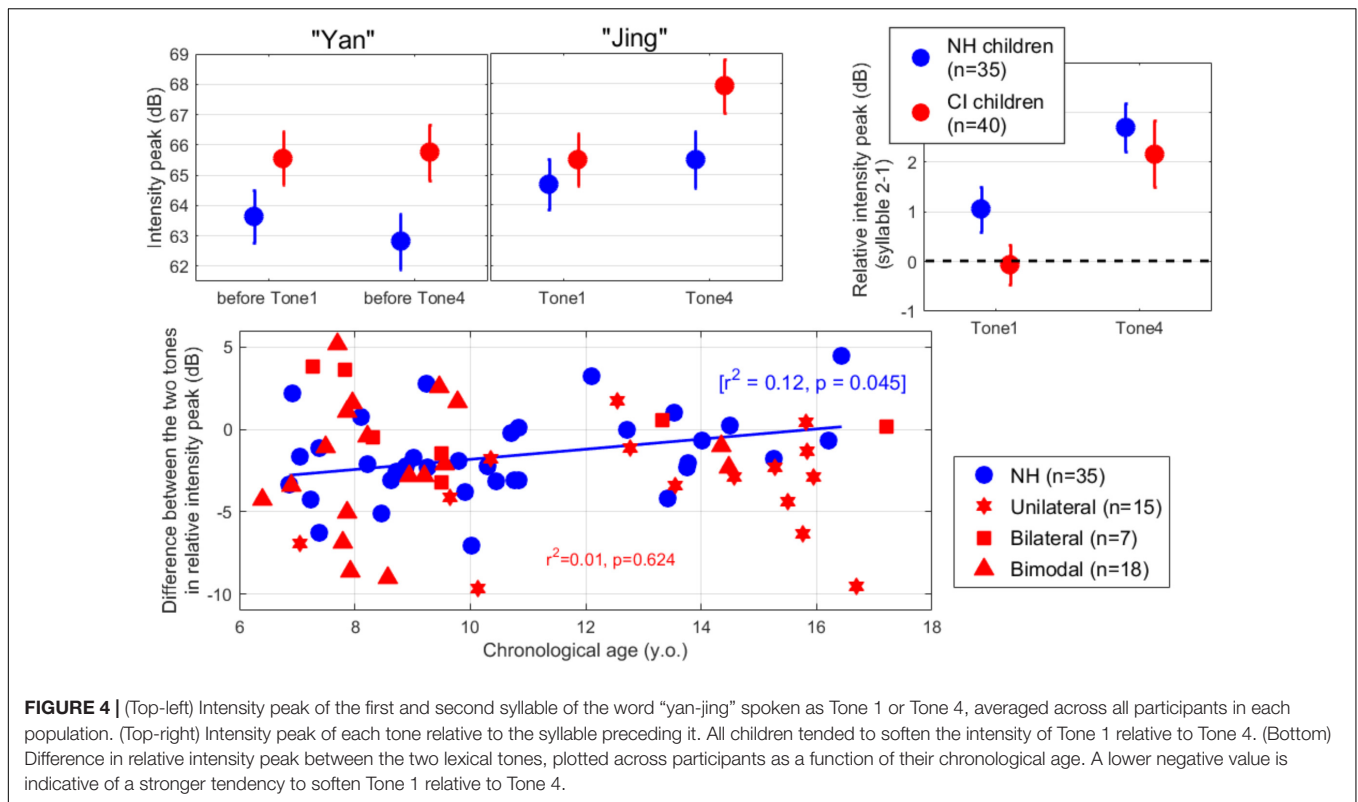 "Yan"
"Jing"
Intensity peak (dB)
69
68
67
66
65
64
63
62
before Tone1
before Tone4
Tone1
Tone4
NH children
(n=35)
CI children
(n=40)
Relative intensity peak
(syllable 2-1)
2
1
0
-1
Tone1
Tone4
Difference between the two tones
in relative intensity peak (dB)
5
0
-5
-10
[r² = 0.12, p = 0.045]
r²=0.01, p=0.624
6
8
10
12
14
16
18
Chronological age (y.o.)
NH (n=35)
Unilateral (n=15)
Bilateral (n=7)
Bimodal (n=18)
FIGURE 4 | (Top-left) Intensity peak of the first and second syllable of the word “yan-jing” spoken as Tone 1 or Tone 4, averaged across all participants in each
population. (Top-right) Intensity peak of each tone relative to the syllable preceding it. All children tended to soften the intensity of Tone 1 relative to Tone 4. (Bottom)
Difference in relative intensity peak between the two lexical tones, plotted across participants as a function of their chronological age. A lower negative value is
indicative of a stronger tendency to soften Tone 1 relative to Tone 4.